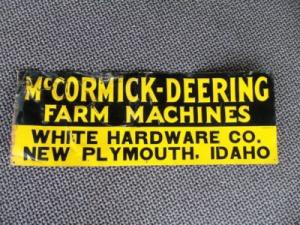 McCORMICK-DEERING
FARM MACHINES
WHITE HARDWARE CO.
NEW PLYMOUTH, IDAHO